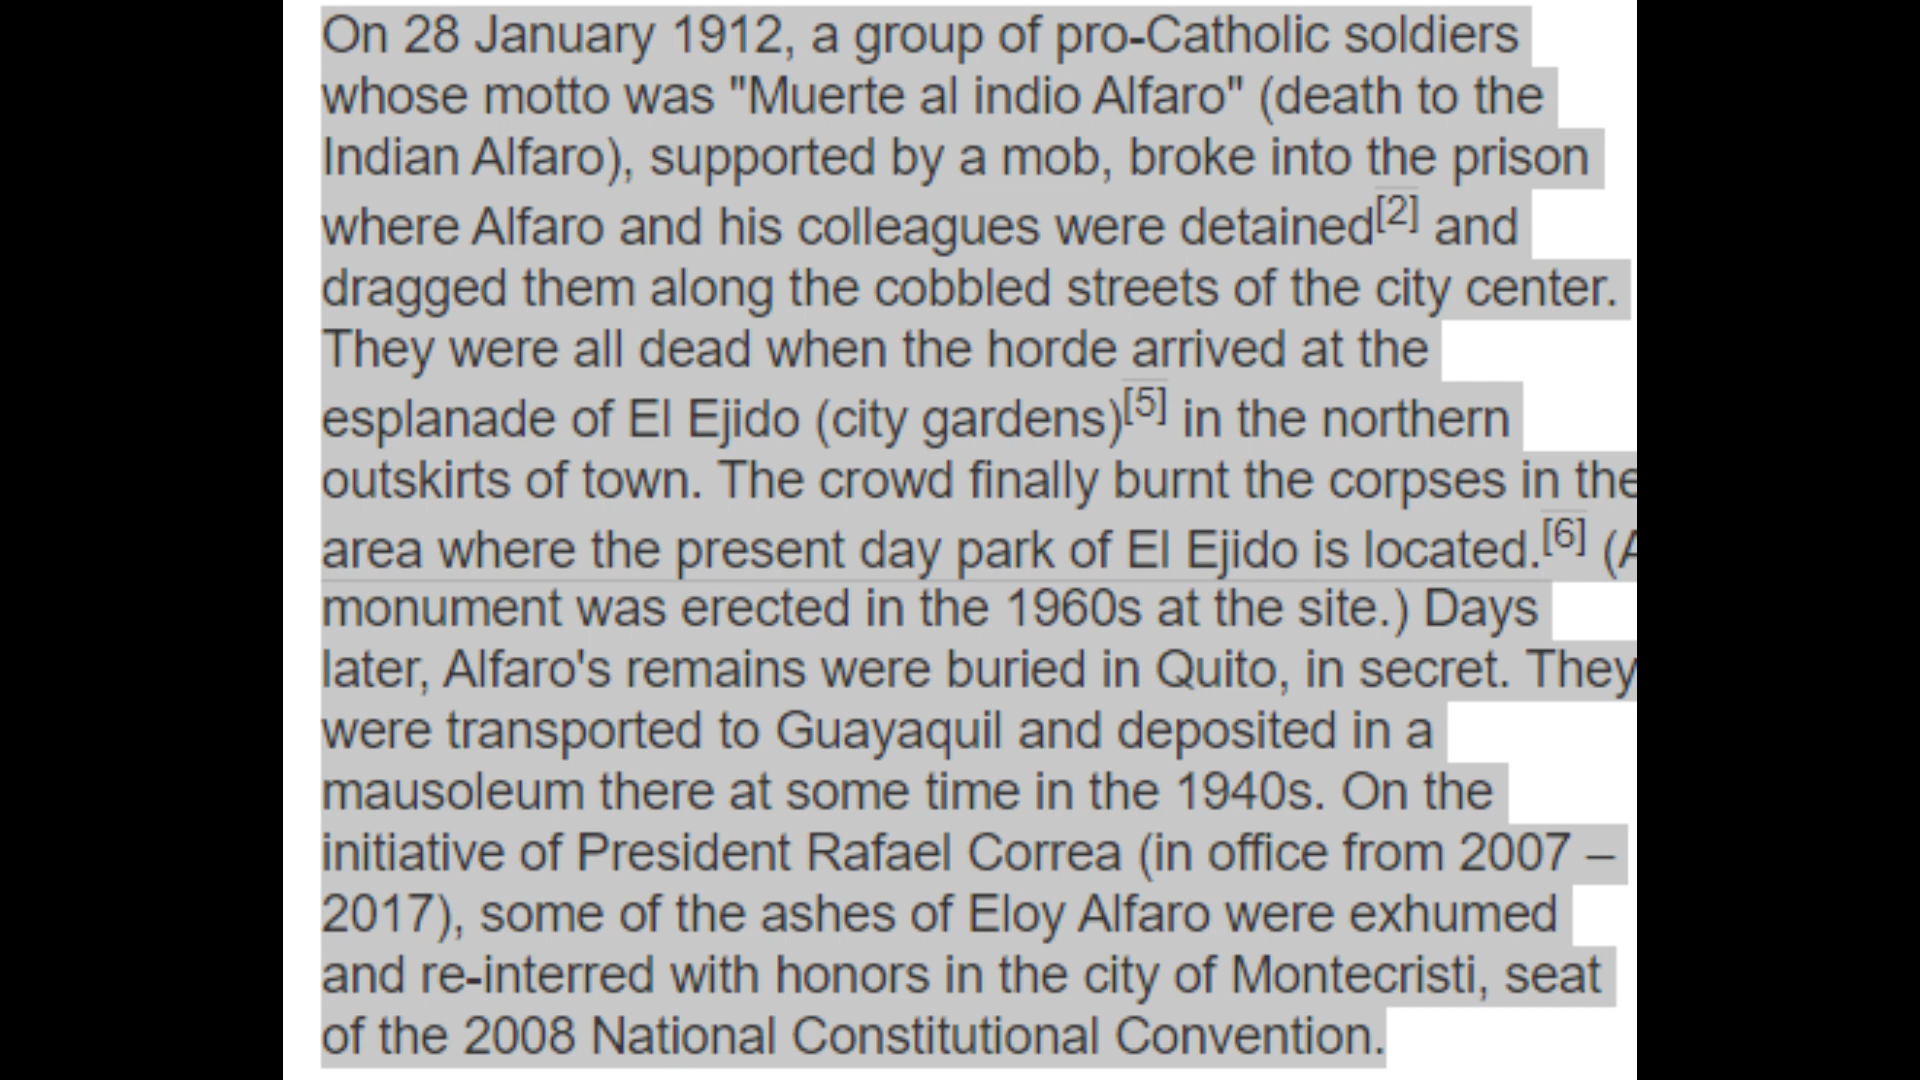 On 28 January 1912, a group of pro-Catholic soldiers
whose motto was "Muerte al indio Alfaro" (death to the
Indian Alfaro), supported by a mob, broke into the prison
where Alfaro and his colleagues were detained[2] and
dragged them along the cobbled streets of the city center.
They were all dead when the horde arrived at the
esplanade of El Ejido (city gardens)[5] in the northern
outskirts of town. The crowd finally burnt the corpses in the
area where the present day park of El Ejido is located.[6] (A
monument was erected in the 1960s at the site.) Days
later, Alfaro's remains were buried in Quito, in secret. They
were transported to Guayaquil and deposited in a
mausoleum there at some time in the 1940s. On the
initiative of President Rafael Correa (in office from 2007 –
2017), some of the ashes of Eloy Alfaro were exhumed
and re-interred with honors in the city of Montecristi, seat
of the 2008 National Constitutional Convention.